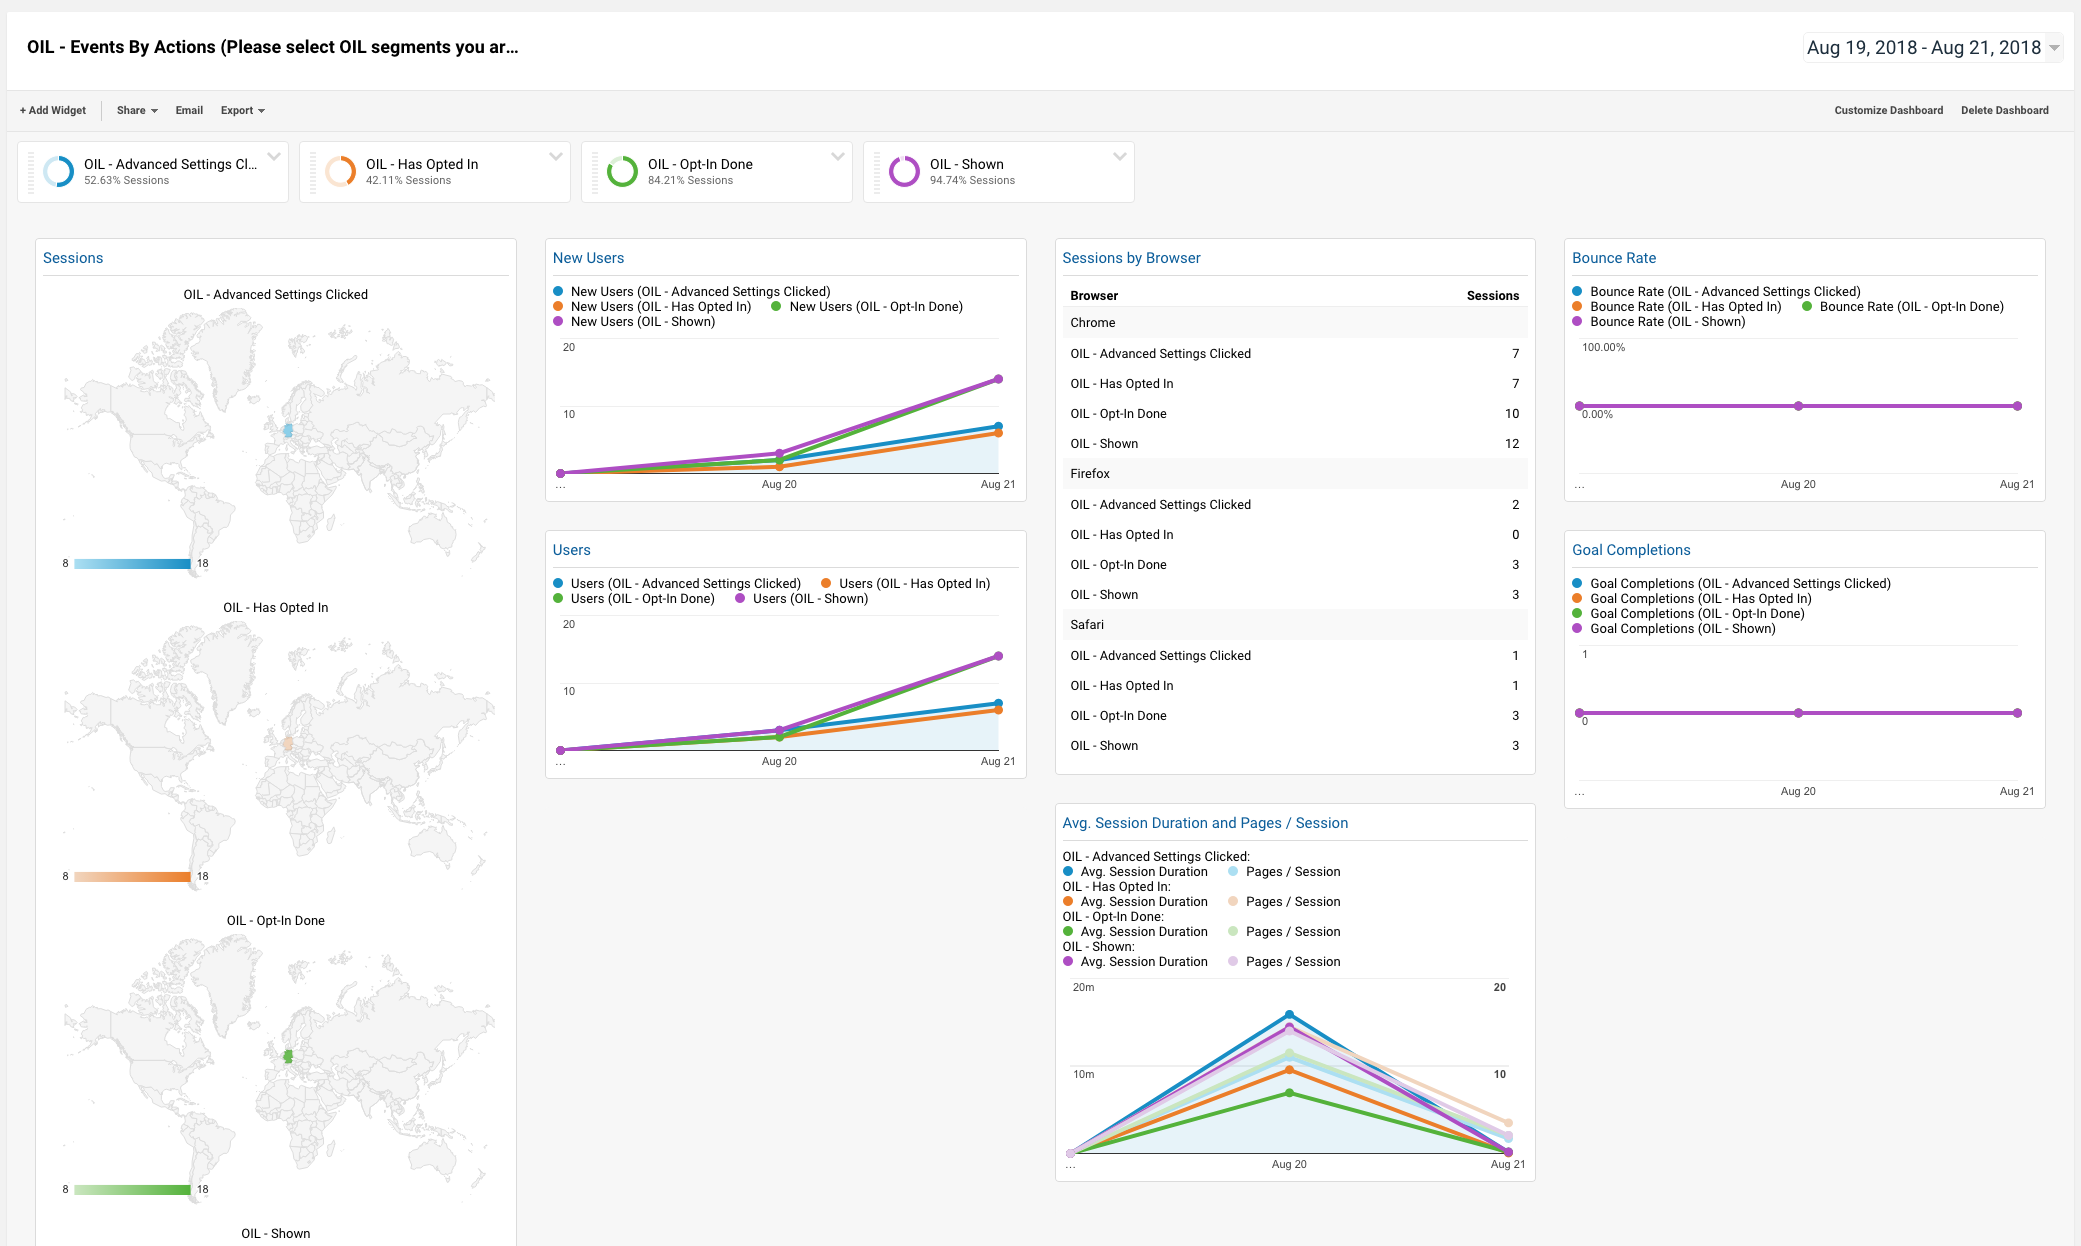 OIL - Events By Actions (Please select OIL segments you ar...
Aug 19, 2018 - Aug 21, 2018
+ Add Widget
Share
Email
Export
Customize Dashboard
Delete Dashboard
OIL - Advanced Settings Cl...
52.63% Sessions
OIL - Has Opted In
42.11% Sessions
OIL - Opt-In Done
84.21% Sessions
OIL - Shown
94.74% Sessions
Sessions
OIL - Advanced Settings Clicked
8
18
OIL - Has Opted In
8
18
OIL - Opt-In Done
8
18
OIL - Shown
New Users
New Users (OIL - Advanced Settings Clicked)
New Users (OIL - Has Opted In) New Users (OIL - Opt-In Done)
New Users (OIL - Shown)
20
10
... Aug 20 Aug 21
Users
Users (OIL - Advanced Settings Clicked) Users (OIL - Has Opted In)
Users (OIL - Opt-In Done) Users (OIL - Shown)
20
10
... Aug 20 Aug 21
Sessions by Browser
Browser Sessions
Chrome
OIL - Advanced Settings Clicked 7
OIL - Has Opted In 7
OIL - Opt-In Done 10
OIL - Shown 12
Firefox
OIL - Advanced Settings Clicked 2
OIL - Has Opted In 0
OIL - Opt-In Done 3
OIL - Shown 3
Safari
OIL - Advanced Settings Clicked 1
OIL - Has Opted In 1
OIL - Opt-In Done 3
OIL - Shown 3
Avg. Session Duration and Pages / Session
OIL - Advanced Settings Clicked:
Avg. Session Duration Pages / Session
OIL - Has Opted In:
Avg. Session Duration Pages / Session
OIL - Opt-In Done:
Avg. Session Duration Pages / Session
OIL - Shown:
Avg. Session Duration Pages / Session
20m 20
10m 10
... Aug 20 Aug 21
Bounce Rate
Bounce Rate (OIL - Advanced Settings Clicked)
Bounce Rate (OIL - Has Opted In) Bounce Rate (OIL - Opt-In Done)
Bounce Rate (OIL - Shown)
100.00%
0.00%
... Aug 20 Aug 21
Goal Completions
Goal Completions (OIL - Advanced Settings Clicked)
Goal Completions (OIL - Has Opted In)
Goal Completions (OIL - Opt-In Done)
Goal Completions (OIL - Shown)
1
0
... Aug 20 Aug 21